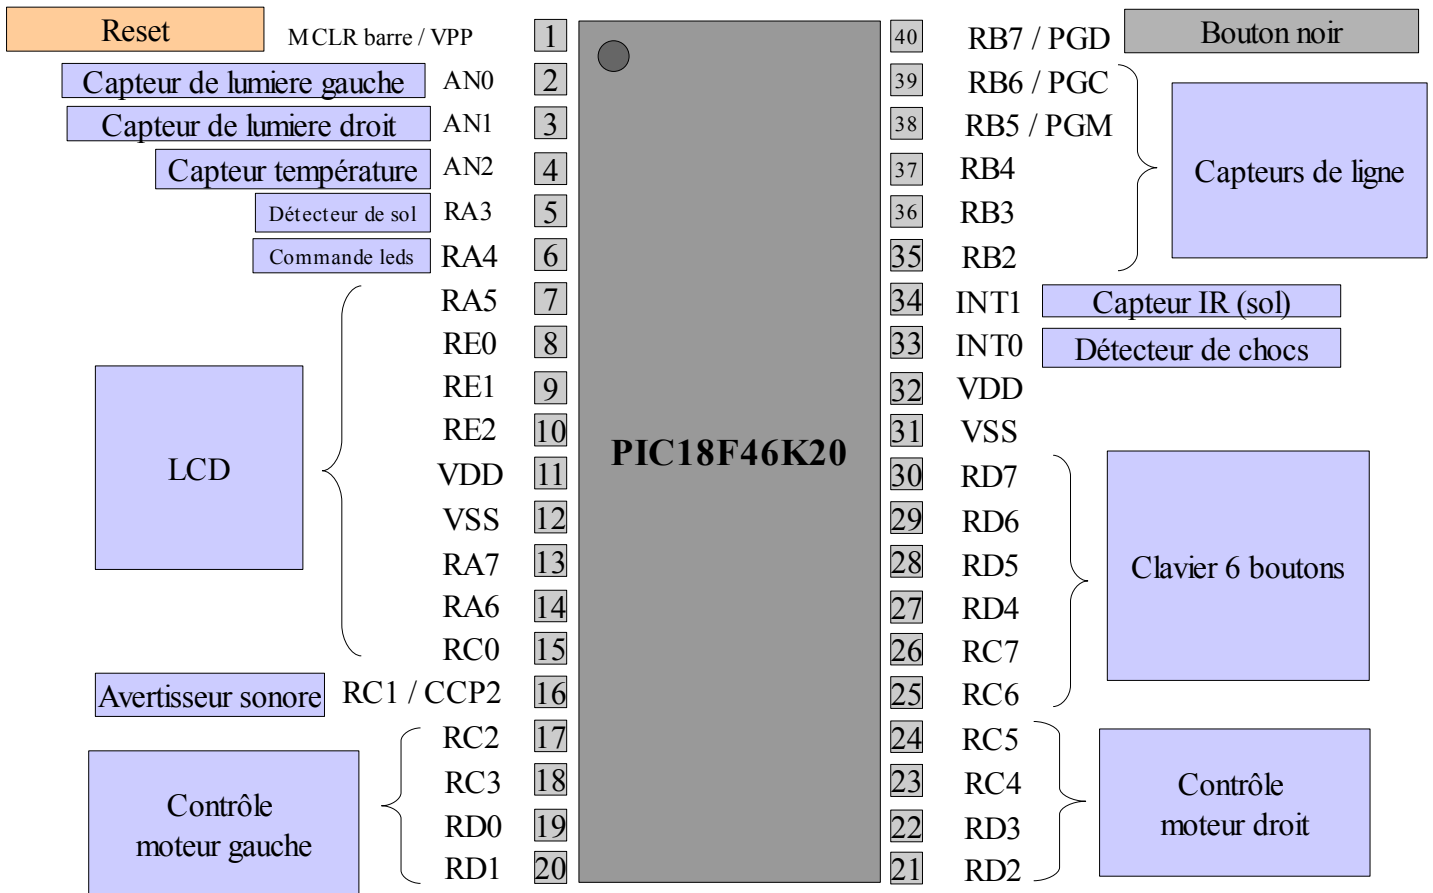 Reset MCLR barre / VPP 1
Capteur de lumiere gauche AN0 2
Capteur de lumiere droit AN1 3
Capteur température AN2 4
Détecteur de sol RA3 5
Commande leds RA4 6
RA5 7
RE0 8
RE1 9
RE2 10
LCD
VDD 11
VSS 12
RA7 13
RA6 14
RC0 15
Avertisseur sonore RC1 / CCP2 16
RC2 17
RC3 18
Contrôle
moteur gauche
RD0 19
RD1 20
PIC18F46K20
40 RB7 / PGD Bouton noir
39 RB6 / PGC
38 RB5 / PGM
37 RB4
Capteurs de ligne
36 RB3
35 RB2
34 INT1 Capteur IR (sol)
33 INT0 Détecteur de chocs
32 VDD
31 VSS
30 RD7
29 RD6
28 RD5
Clavier 6 boutons
27 RD4
26 RC7
25 RC6
24 RC5
23 RC4
Contrôle
moteur droit
22 RD3
21 RD2